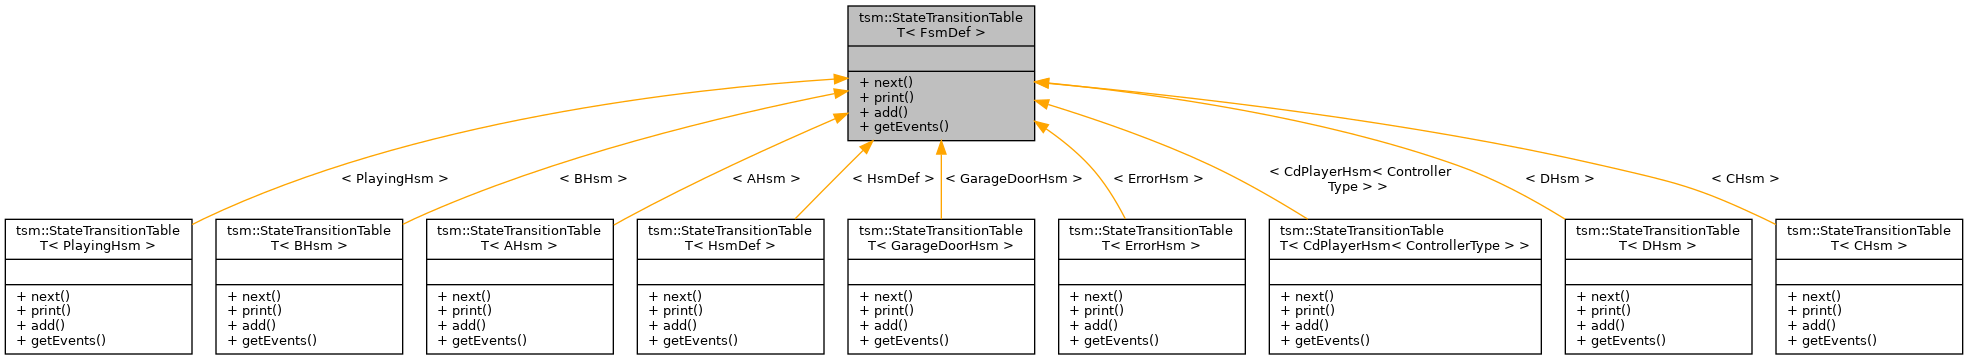 tsm::StateTransitionTable
T< FsmDef >
+ next()
+ print()
+ add()
+ getEvents()
< PlayingHsm >
< BHsm >
< AHsm >
< HsmDef >
< GarageDoorHsm >
< ErrorHsm >
< CdPlayerHsm< Controller
Type > >
< DHsm >
< CHsm >
tsm::StateTransitionTable
T< PlayingHsm >
+ next()
+ print()
+ add()
+ getEvents()
tsm::StateTransitionTable
T< BHsm >
+ next()
+ print()
+ add()
+ getEvents()
tsm::StateTransitionTable
T< AHsm >
+ next()
+ print()
+ add()
+ getEvents()
tsm::StateTransitionTable
T< HsmDef >
+ next()
+ print()
+ add()
+ getEvents()
tsm::StateTransitionTable
T< GarageDoorHsm >
+ next()
+ print()
+ add()
+ getEvents()
tsm::StateTransitionTable
T< ErrorHsm >
+ next()
+ print()
+ add()
+ getEvents()
tsm::StateTransitionTable
T< CdPlayerHsm< ControllerType > >
+ next()
+ print()
+ add()
+ getEvents()
tsm::StateTransitionTable
T< DHsm >
+ next()
+ print()
+ add()
+ getEvents()
tsm::StateTransitionTable
T< CHsm >
+ next()
+ print()
+ add()
+ getEvents()